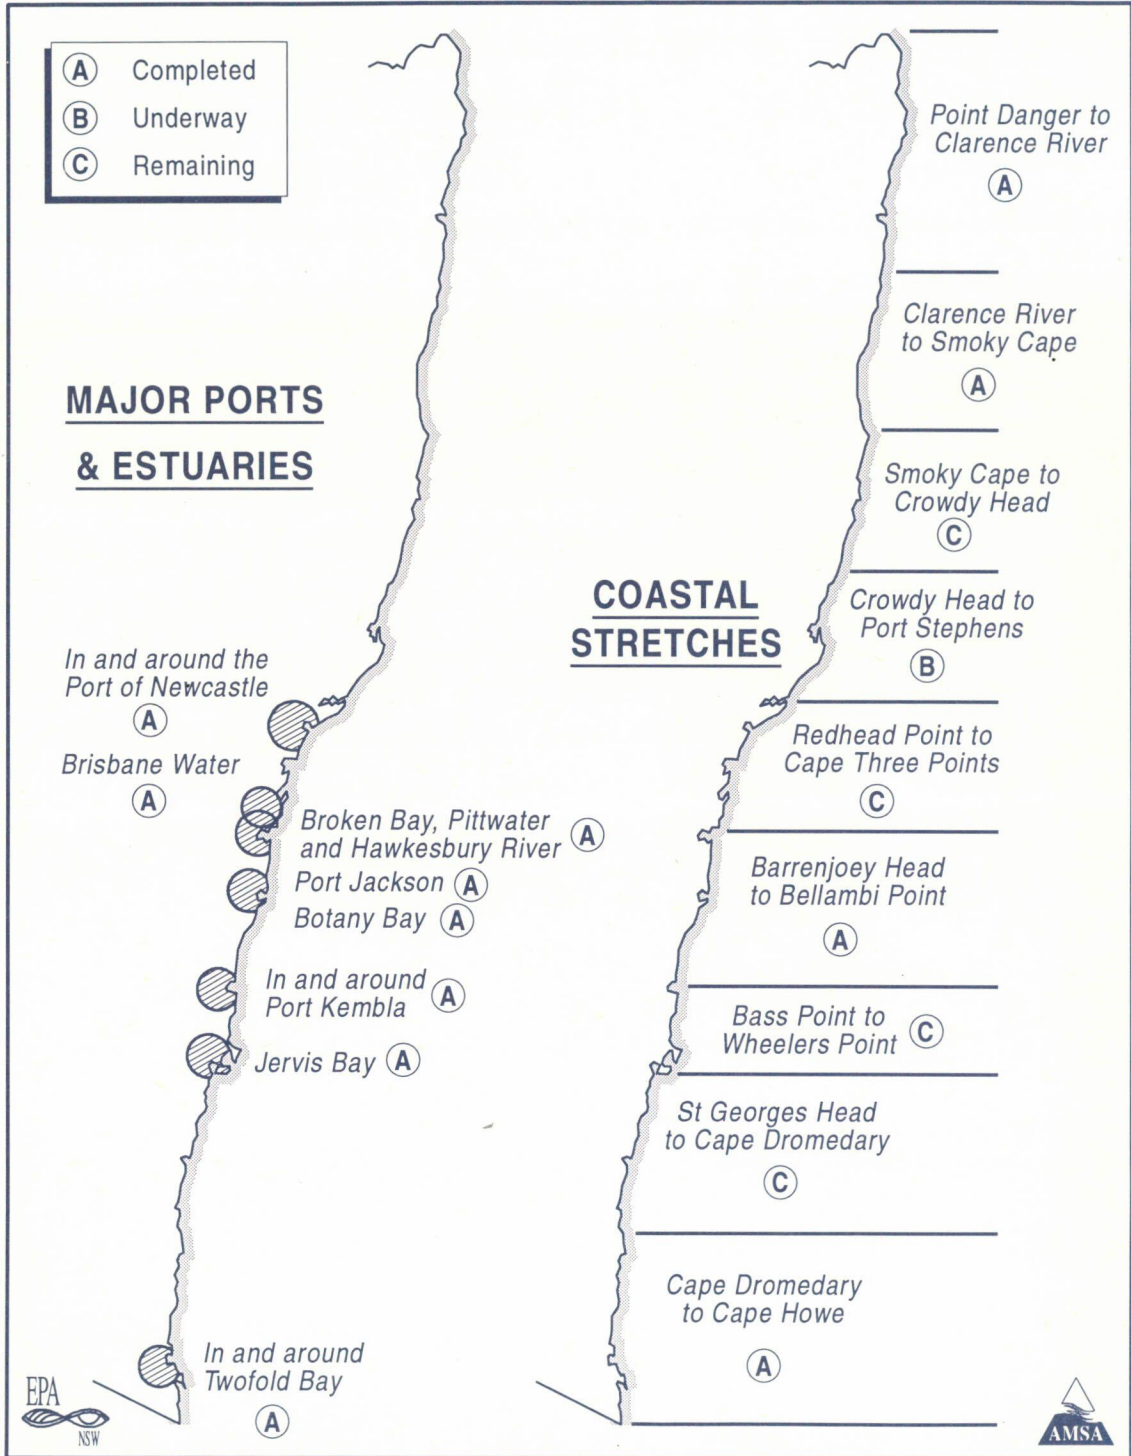 A Completed
B Underway
C Remaining
MAJOR PORTS
& ESTUARIES
In and around the
Port of Newcastle
A
Brisbane Water
A
Broken Bay, Pittwater
and Hawkesbury River A
Port Jackson A
Botany Bay A
In and around
Port Kembla A
Jervis Bay A
In and around
Twofold Bay
A
COASTAL
STRETCHES
Point Danger to
Clarence River
A
Clarence River
to Smoky Cape
A
Smoky Cape to
Crowdy Head
C
Crowdy Head to
Port Stephens
B
Redhead Point to
Cape Three Points
C
Barrenjoey Head
to Bellambi Point
A
Bass Point to
Wheelers Point C
St Georges Head
to Cape Dromedary
C
Cape Dromedary
to Cape Howe
A
EPA
NSW
AMSA